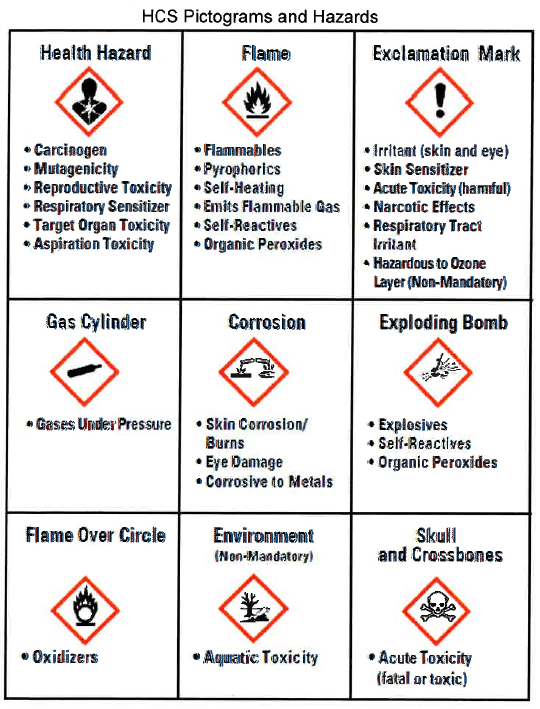 HCS Pictograms and Hazards
Health Hazard
• Carcinogen
• Mutagenicity
• Reproductive Toxicity
• Respiratory Sensitizer
• Target Organ Toxicity
• Aspiration Toxicity
Flame
• Flammables
• Pyrophorics
• Self-Heating
• Emits Flammable Gas
• Self-Reactives
• Organic Peroxides
Exclamation Mark
• Irritant (skin and eye)
• Skin Sensitizer
• Acute Toxicity (harmful)
• Narcotic Effects
• Respiratory Tract
Irritant
• Hazardous to Ozone
Layer (Non-Mandatory)
Gas Cylinder
• Gases Under Pressure
Corrosion
• Skin Corrosion/
Burns
• Eye Damage
• Corrosive to Metals
Exploding Bomb
• Explosives
• Self-Reactives
• Organic Peroxides
Flame Over Circle
• Oxidizers
Environment
(Non-Mandatory)
• Aquatic Toxicity
Skull
and Crossbones
• Acute Toxicity
(fatal or toxic)